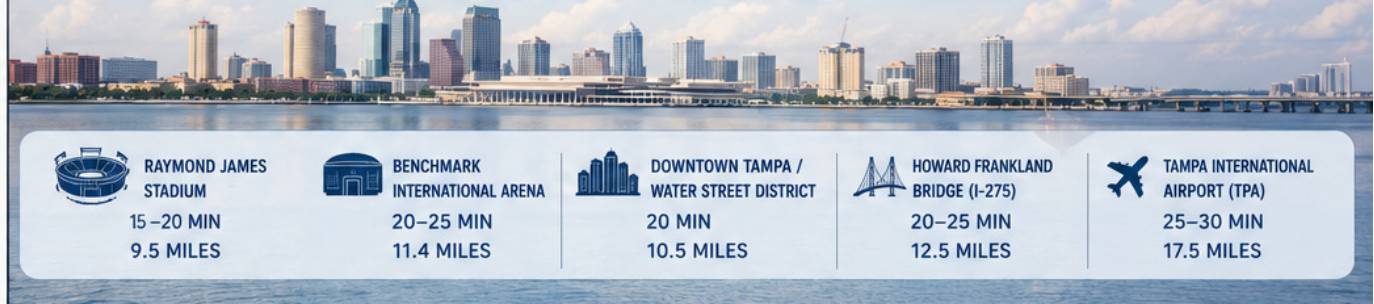 RAYMOND JAMES
STADIUM
15–20 MIN
9.5 MILES
BENCHMARK
INTERNATIONAL ARENA
20–25 MIN
11.4 MILES
DOWNTOWN TAMPA /
WATER STREET DISTRICT
20 MIN
10.5 MILES
HOWARD FRANKLAND
BRIDGE (I-275)
20–25 MIN
12.5 MILES
TAMPA INTERNATIONAL
AIRPORT (TPA)
25–30 MIN
17.5 MILES